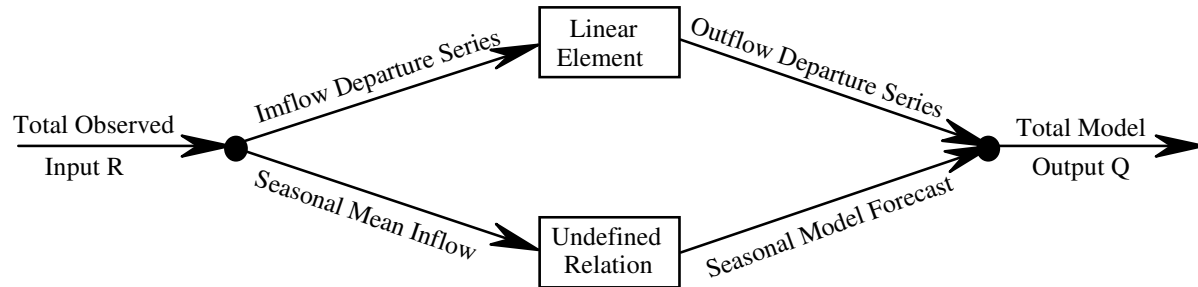 Total Observed
Input R
Imflow Departure Series
Linear
Element
Outflow Departure Series
Seasonal Mean Inflow
Undefined
Relation
Seasonal Model Forecast
Total Model
Output Q